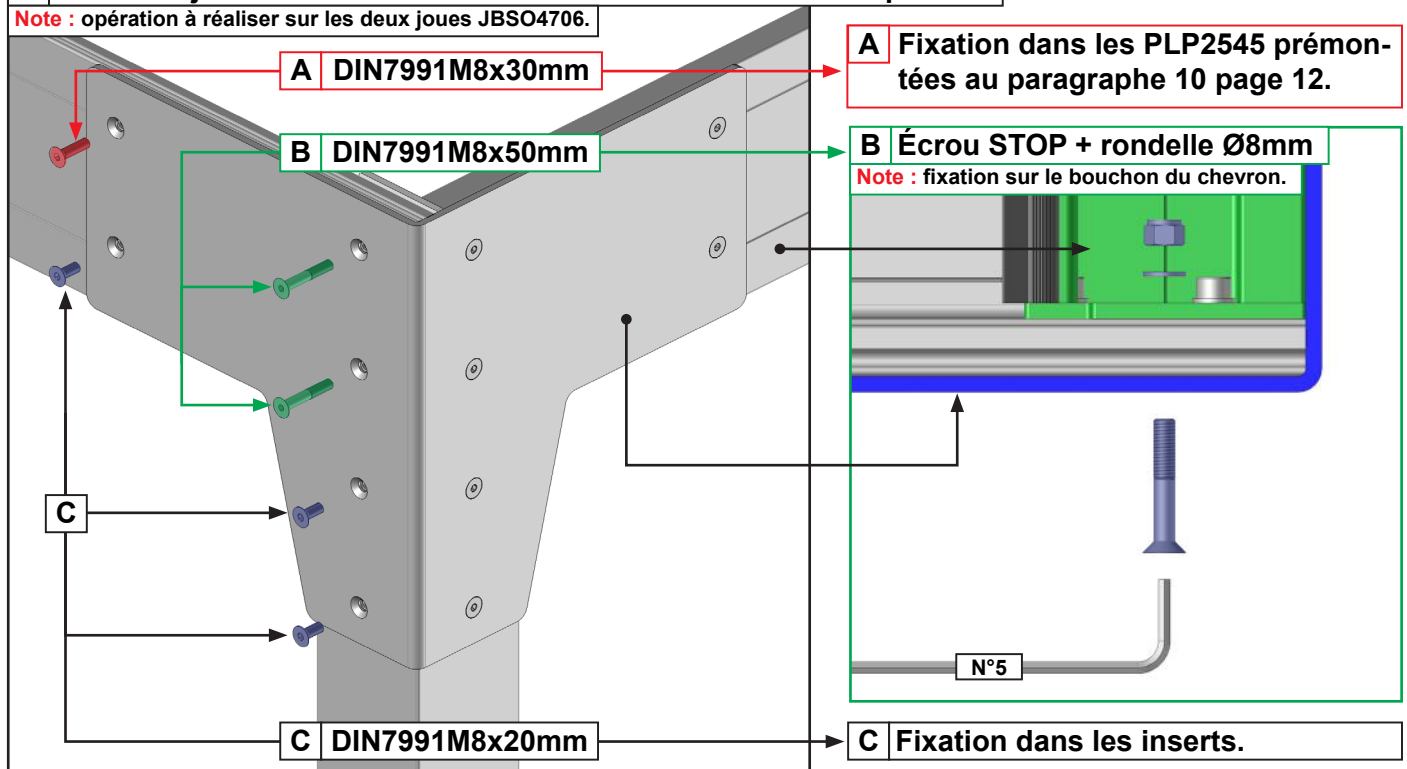 Note : opération à réaliser sur les deux joues JBSO4706.
A DIN7991M8x30mm
A Fixation dans les PLP2545 prémon-
tées au paragraphe 10 page 12.
B DIN7991M8x50mm
B Écrou STOP + rondelle Ø8mm
Note : fixation sur le bouchon du chevron.
C
N°5
C DIN7991M8x20mm
C Fixation dans les inserts.